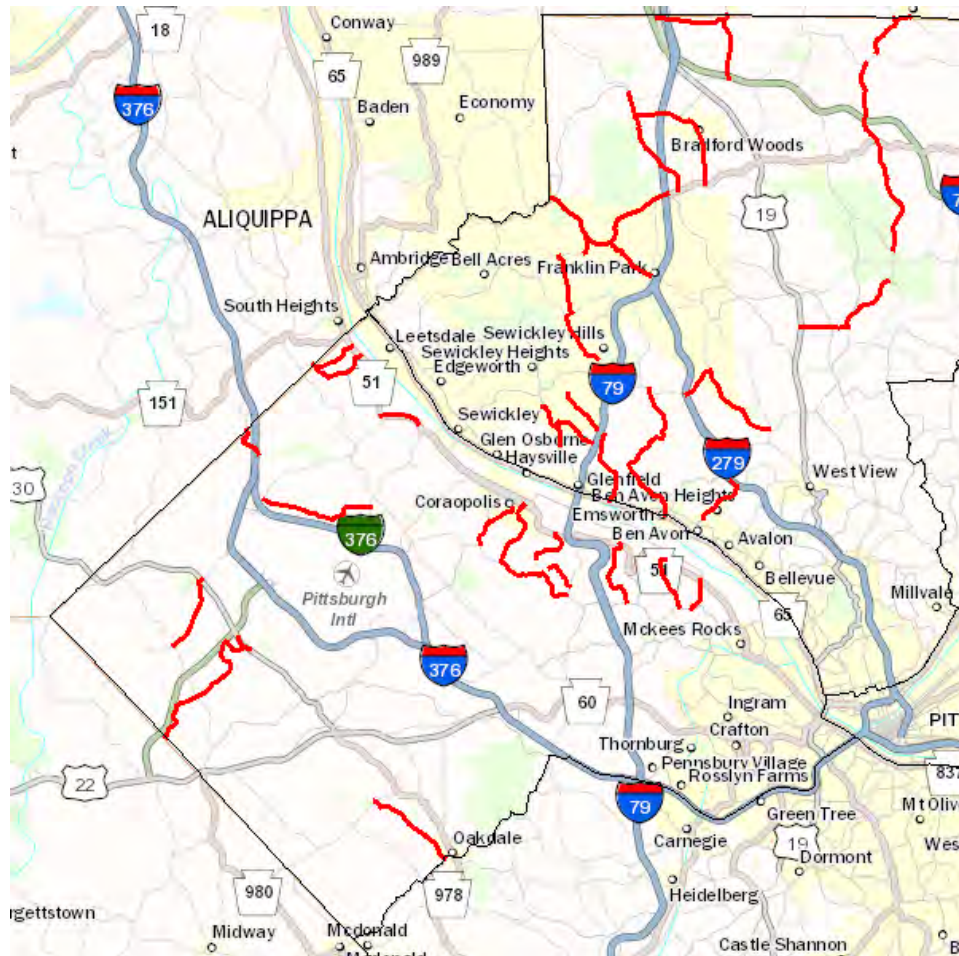 Conway
18
65
989
376
Baden
Economy
t
Bradford Woods
19
7
ALIQUIPPA
Ambridge
Bell Acres
Franklin Park
South Heights
Leetsdale
Sewickley Hills
Sewickley Heights
Edgeworth
51
79
151
Sewickley
Glen Osborne
Haysville
279
West View
30
Glenfield
Ben Avon Heights
Coraopolis
Emsworth
376
Ben Avon
Avalon
51
Bellevue
Pittsburgh
Intl
65
Millvale
Mckees Rocks
376
60
Ingram
PIT
Crafton
Thornburg
Pennsbury Village
22
Rosslyn Farms
837
79
Green Tree
Mt Oliv
Carnegie
19
Oakdale
Wes
Dormont
980
978
Heidelberg
rgettstown
Midway
Mcdonald
Castle Shannon
B